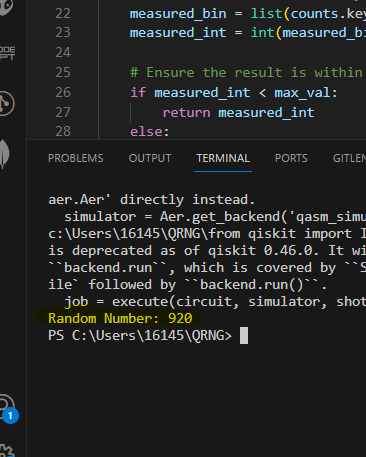 22
measured_bin = list(counts.key
23
measured_int = int(measured_bi
24
25
# Ensure the result is within
26
if measured_int < max_val:
27
return measured_int
28
else:
PROBLEMS OUTPUT TERMINAL PORTS GITLEN
aer.Aer' directly instead.
simulator = Aer.get_backend('qasm_simu
c:\Users\16145\QRNG\from qiskit import I
is deprecated as of qiskit 0.46.0. It wi
``backend.run``, which is covered by ``S
ile` followed by ``backend.run()``.
job = execute(circuit, simulator, shot
Random Number: 920
PS C:\Users\16145\QRNG>
1